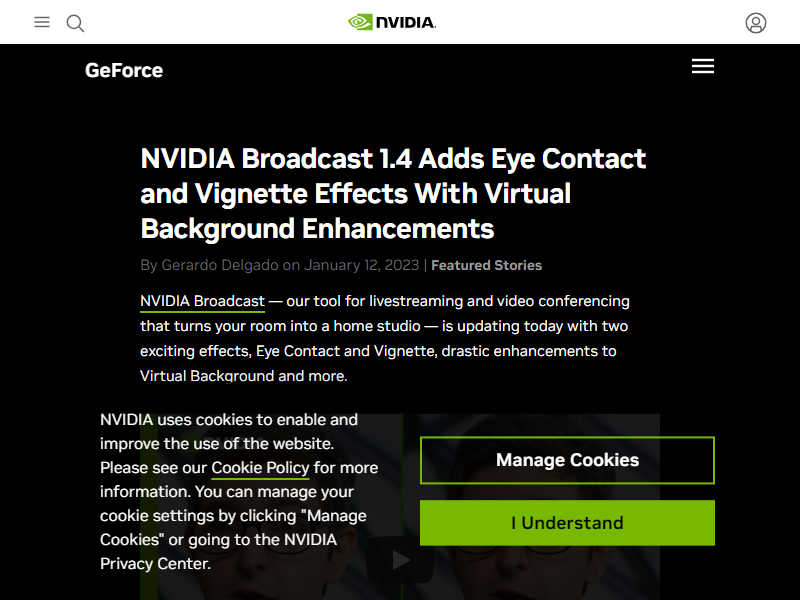 NVIDIA.
GeForce
NVIDIA Broadcast 1.4 Adds Eye Contact
and Vignette Effects With Virtual
Background Enhancements
By Gerardo Delgado on January 12, 2023 | Featured Stories
NVIDIA Broadcast — our tool for livestreaming and video conferencing
that turns your room into a home studio — is updating today with two
exciting effects, Eye Contact and Vignette, drastic enhancements to
Virtual Background and more.
NVIDIA uses cookies to enable and
improve the use of the website.
Please see our Cookie Policy for more
information. You can manage your
cookie settings by clicking "Manage
Cookies" or going to the NVIDIA
Privacy Center.
Manage Cookies
I Understand